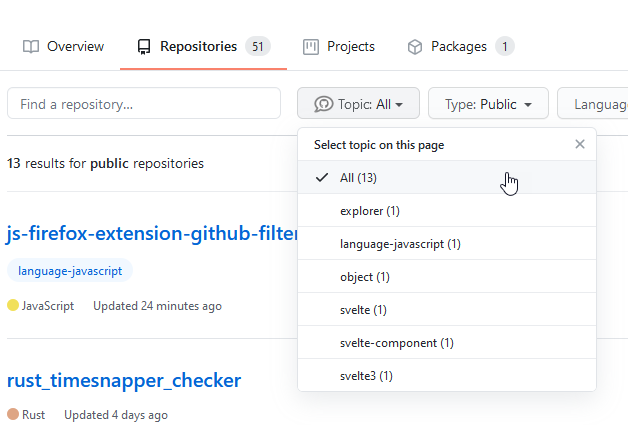 Overview Repositories 51 Projects Packages 1
Find a repository... Topic: All Type: Public
Select topic on this page
13 results for public repositories
All (13)
explorer (1)
js-firefox-extension-github-filter
language-javascript (1)
language-javascript
object (1)
JavaScript Updated 24 minutes ago
svelte (1)
svelte-component (1)
rust_timesnapper_checker
svelte3 (1)
Rust Updated 4 days ago